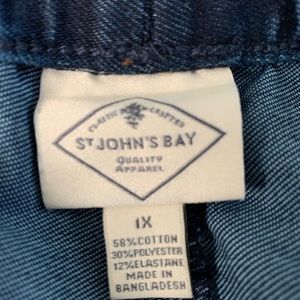 CLASSIC CRAFTED
ST JOHN'S BAY
QUALITY
APPAREL
1X
58%COTTON
30%POLYESTER
12%ELASTANE
MADE IN
BANGLADESH